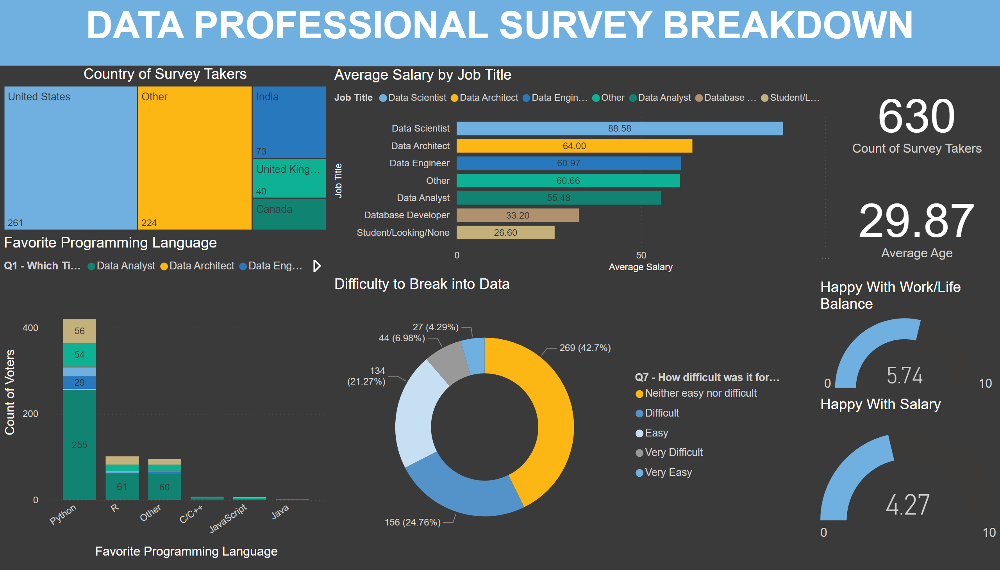 DATA PROFESSIONAL SURVEY BREAKDOWN
Country of Survey Takers
United States
261
Other
224
India
73
United King...
40
Canada
Average Salary by Job Title
Job Title Data Scientist Data Architect Data Engin... Other Data Analyst Database ... Student/L...
Job Title
Data Scientist 88.58
Data Architect 64.00
Data Engineer 60.97
Other 60.66
Data Analyst 55.48
Database Developer 33.20
Student/Looking/None 26.60
0 50 ...
Average Salary
630
Count of Survey Takers
29.87
Average Age
Favorite Programming Language
Q1 - Which Ti... Data Analyst Data Architect Data Eng...
Count of Voters
400
200
0
56
54
29
255
61
60
Python
R
Other
C/C++
JavaScript
Java
Favorite Programming Language
Difficulty to Break into Data
27 (4.29%)
44 (6.98%)
269 (42.7%)
134
(21.27%)
156 (24.76%)
Q7 - How difficult was it for...
Neither easy nor difficult
Difficult
Easy
Very Difficult
Very Easy
Happy With Work/Life
Balance
5.74
0 10
Happy With Salary
4.27
0 10